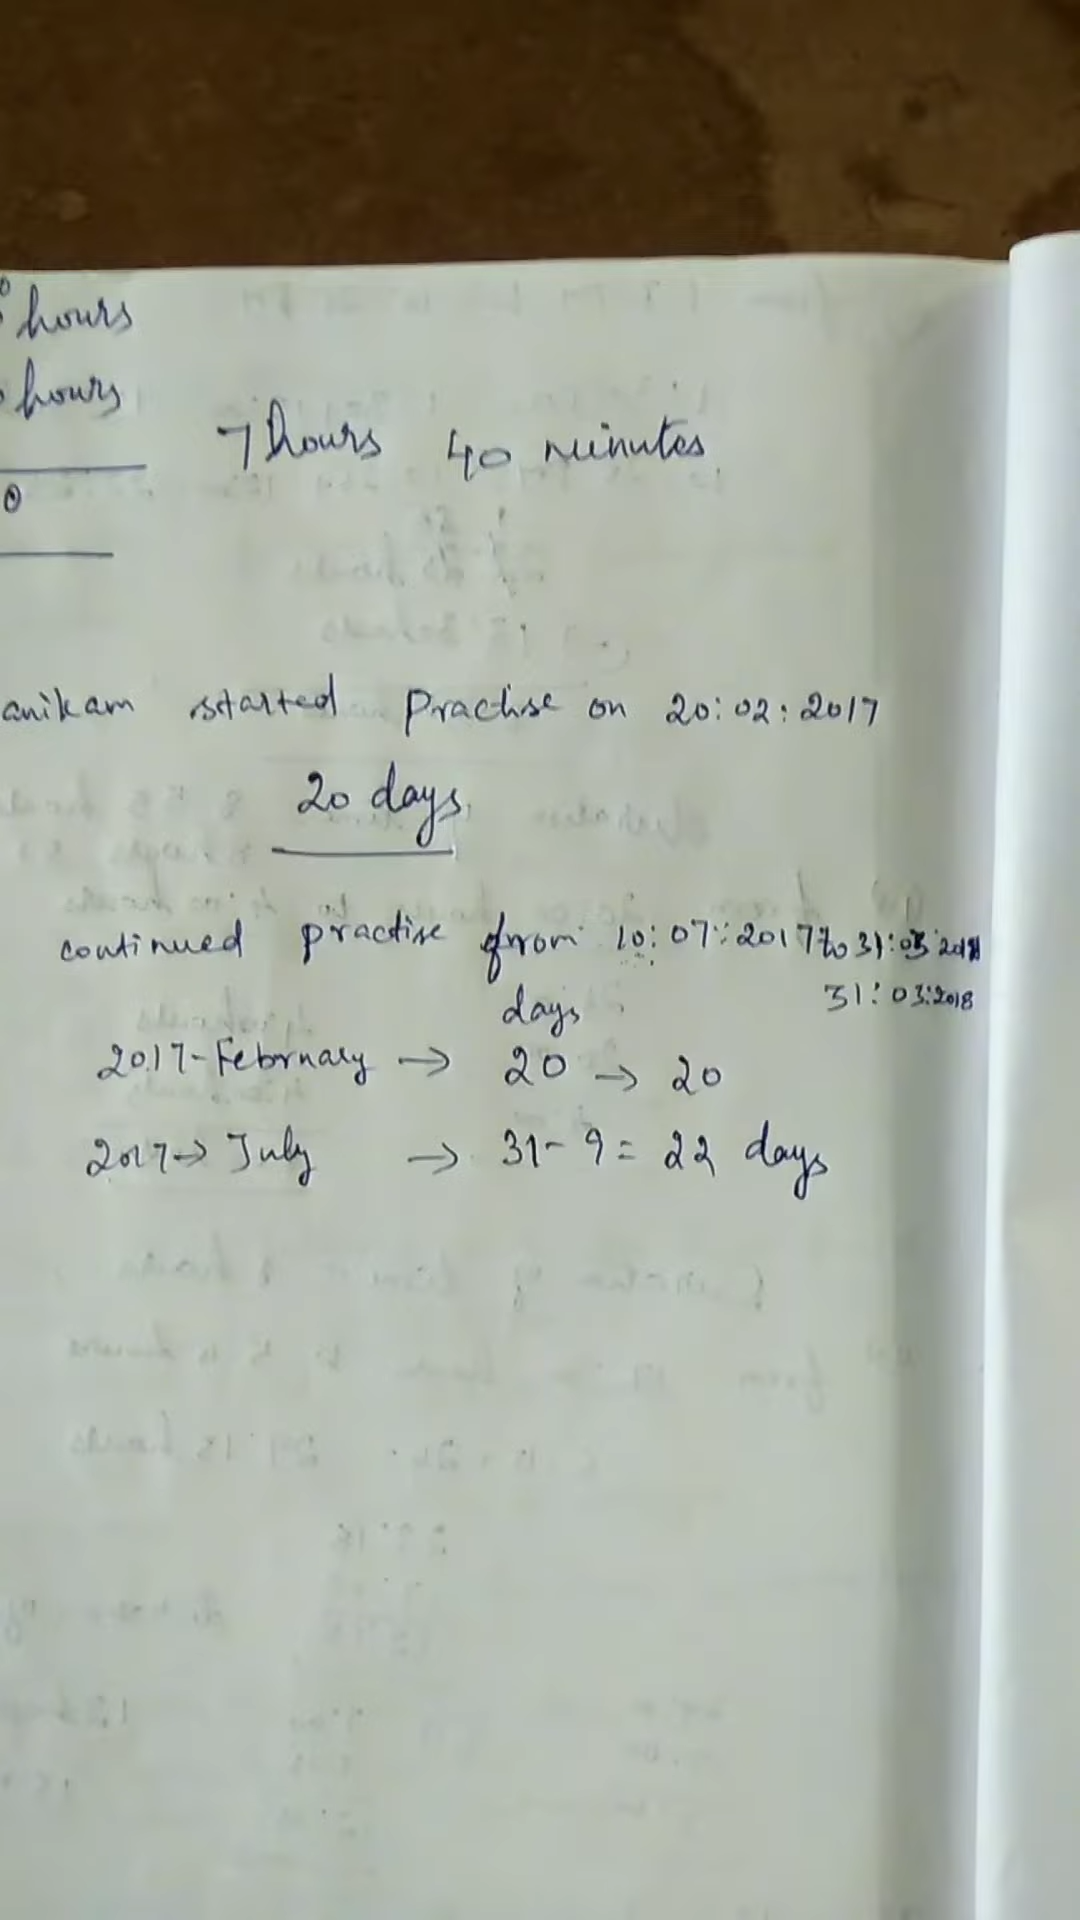 hours
hours
7 hours 40 minutes
0
anikam started Practise on 20:02:2017
20 days
continued practise from 10:07:2017 to 31:03:2018
31:03:2018
days
2017-February → 20 → 20
2017→ July → 31-9= 22 days